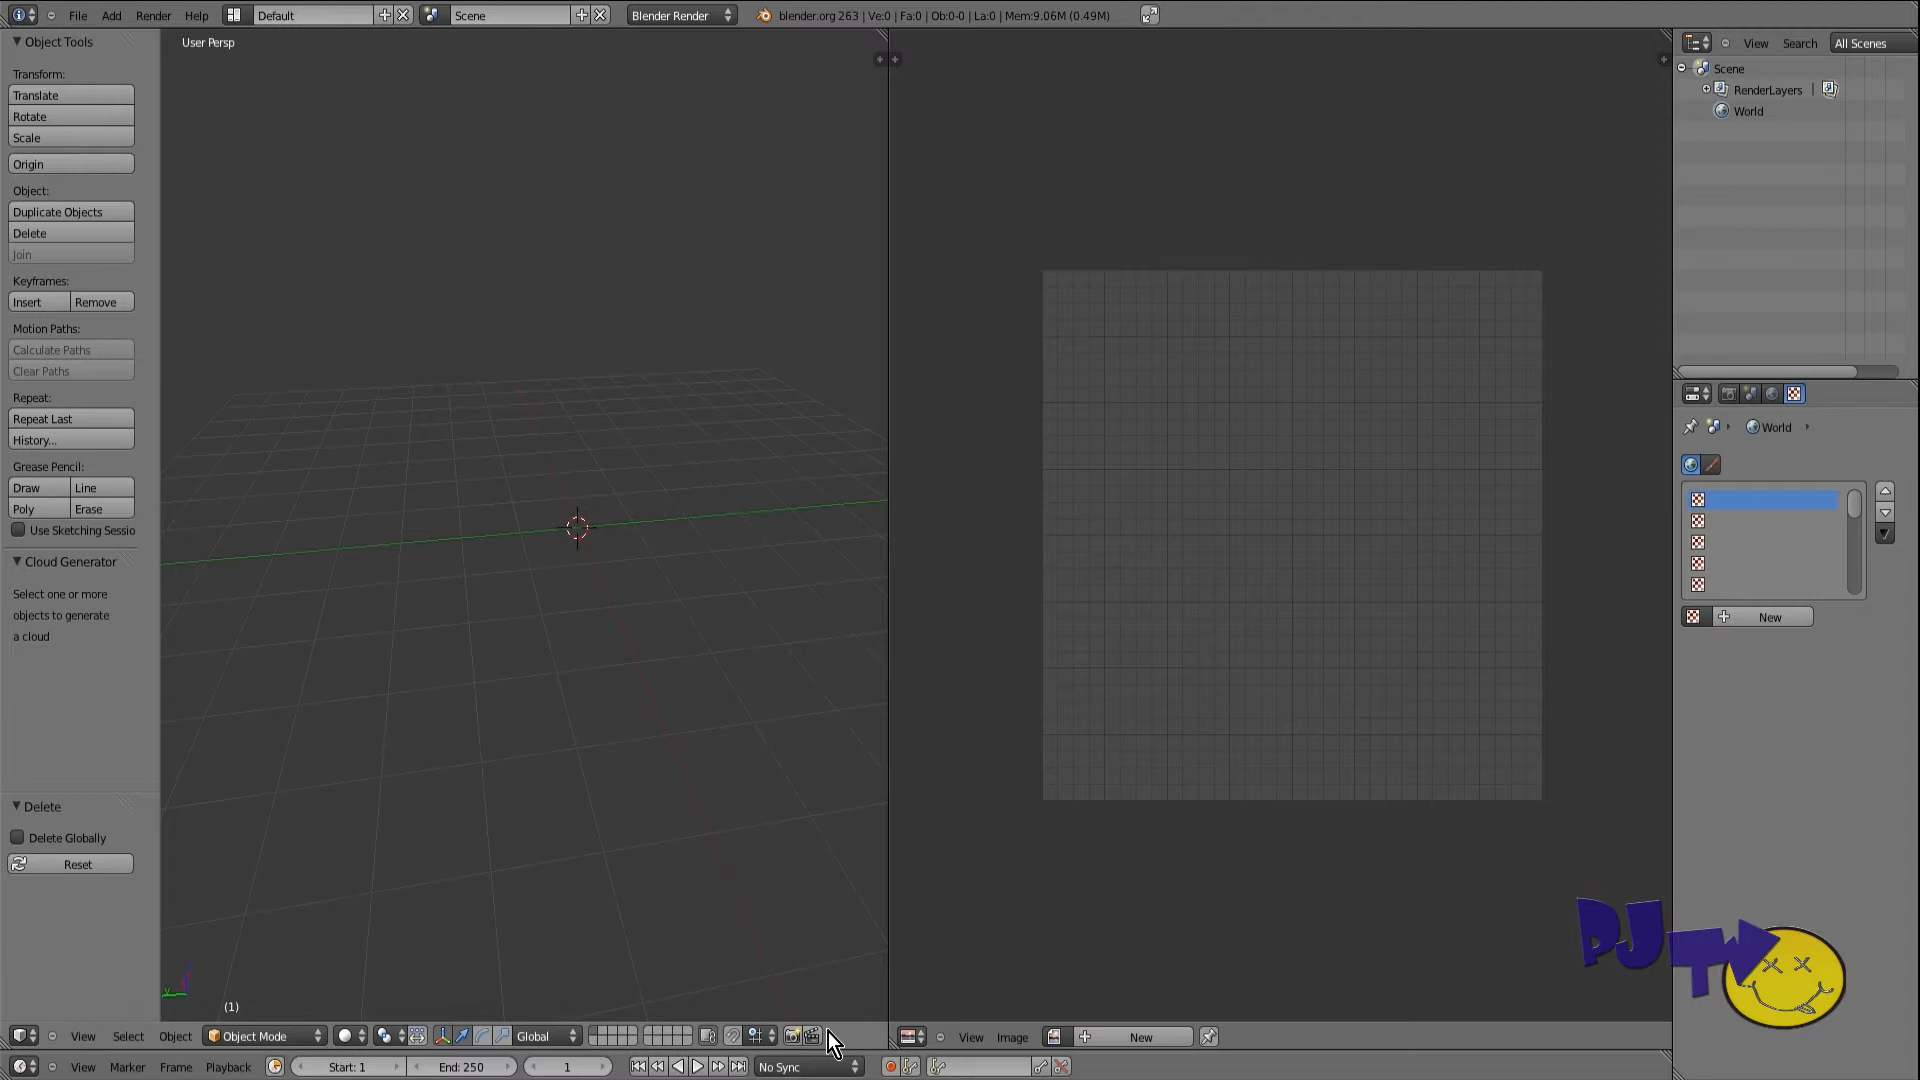 File Add Render Help Default Scene Blender Render blender.org 263 | Ve:0 | Fa:0 | Ob:0-0 | La:0 | Mem:9.06M (0.49M)
Object Tools
Transform:
Translate
Rotate
Scale
Origin
Object:
Duplicate Objects
Delete
Join
Keyframes:
Insert Remove
Motion Paths:
Calculate Paths
Clear Paths
Repeat:
Repeat Last
History...
Grease Pencil:
Draw Line
Poly Erase
Use Sketching Sessio
Cloud Generator
Select one or more
objects to generate
a cloud
Delete
Delete Globally
Reset
User Persp
(1)
View Select Object Object Mode Global
View Image New
View Marker Frame Playback Start: 1 End: 250 1 No Sync
View Search All Scenes
Scene
RenderLayers
World
World
New
PJTV